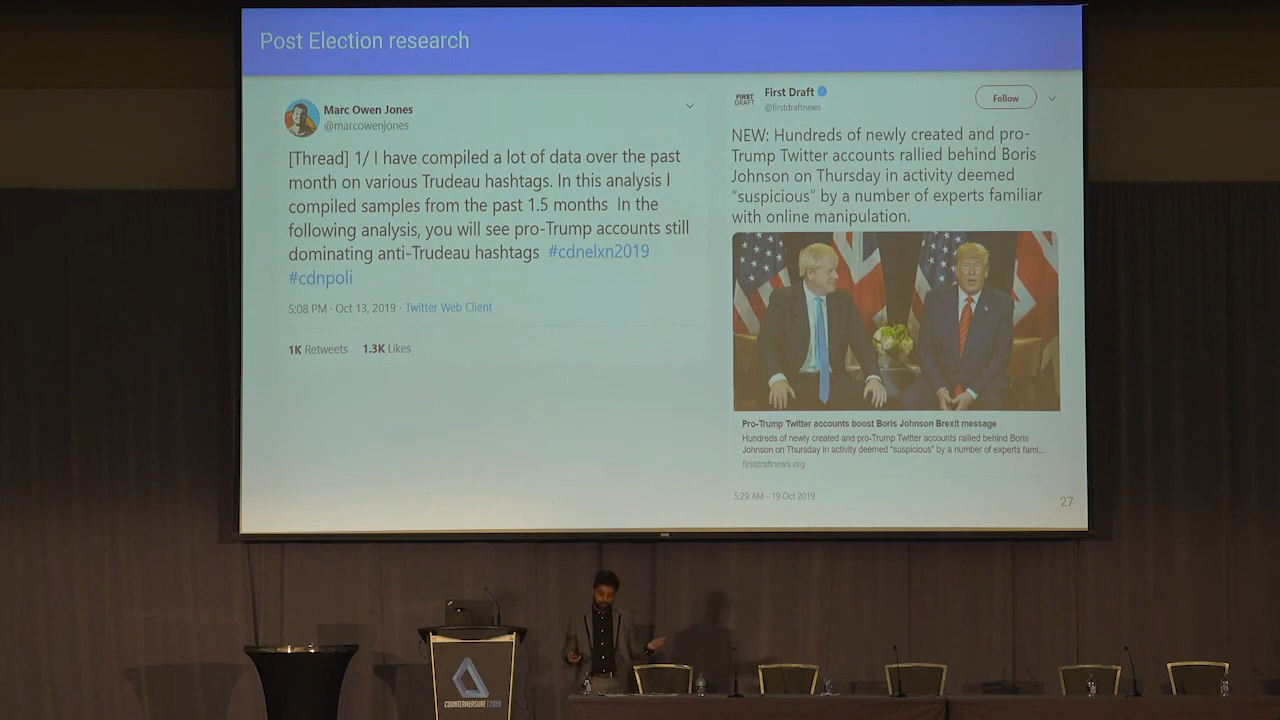 Post Election research
Marc Owen Jones
@marcowenjones
[Thread] 1/ I have compiled a lot of data over the past
month on various Trudeau hashtags. In this analysis I
compiled samples from the past 1.5 months In the
following analysis, you will see pro-Trump accounts still
dominating anti-Trudeau hashtags #cdnelxn2019
#cdnpoli
5:08 PM · Oct 13, 2019 · Twitter Web Client
1K Retweets 1.3K Likes
FIRST
DRAFT
First Draft
@firstdraftnews
Follow
NEW: Hundreds of newly created and pro-
Trump Twitter accounts rallied behind Boris
Johnson on Thursday in activity deemed
“suspicious” by a number of experts familiar
with online manipulation.
Pro-Trump Twitter accounts boost Boris Johnson Brexit message
Hundreds of newly created and pro-Trump Twitter accounts rallied behind Boris
Johnson on Thursday in activity deemed “suspicious” by a number of experts fami...
firstdraftnews.org
5:29 AM - 19 Oct 2019
27
COUNTERMEASURE | 2019